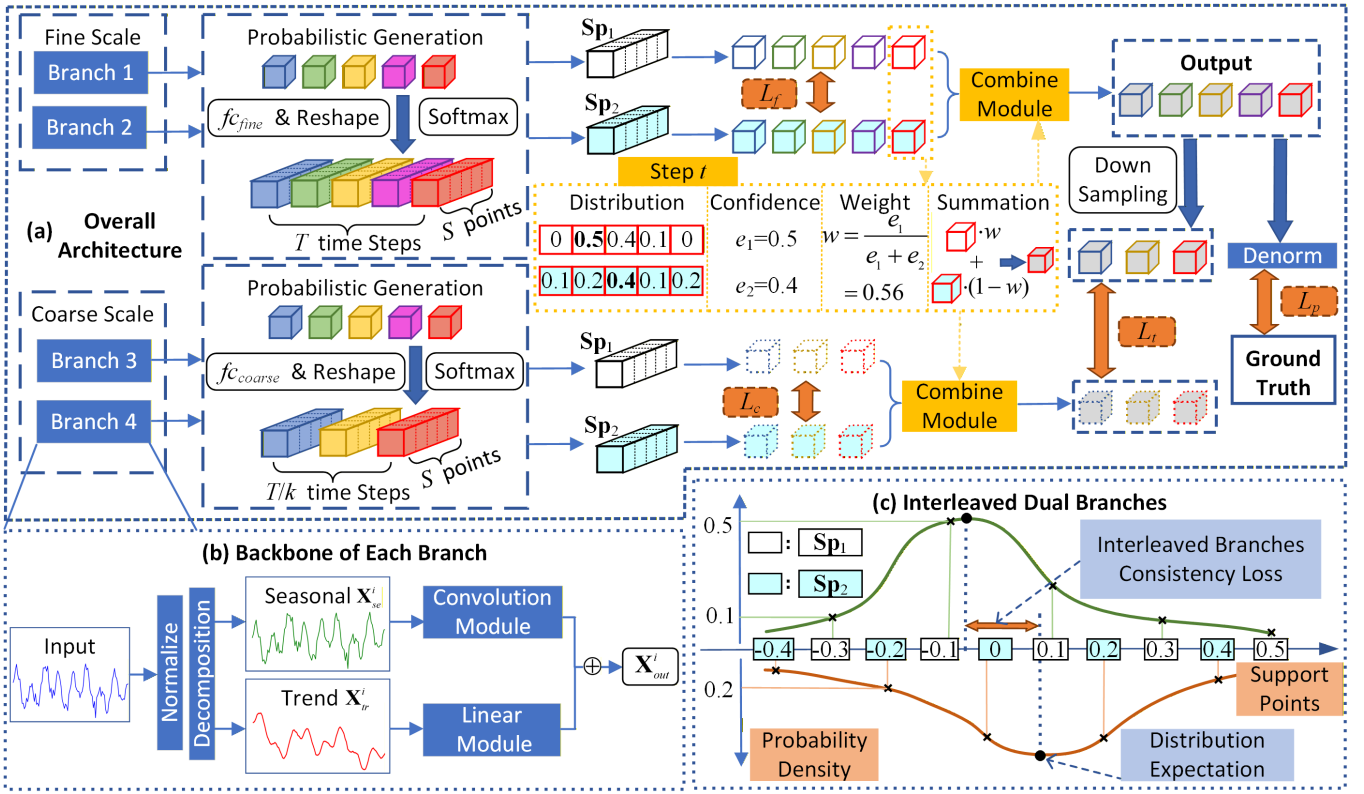 (a)
Overall
Architecture
Fine Scale
Branch 1
Branch 2
Probabilistic Generation
fc_fine & Reshape
Softmax
T time Steps
S points
Coarse Scale
Branch 3
Branch 4
Probabilistic Generation
fc_coarse & Reshape
Softmax
T/k time Steps
S points
Sp₁
Sp₂
L_f
Combine
Module
Output
Step t
Distribution
0 0.5 0.4 0.1 0
0.1 0.2 0.4 0.1 0.2
Confidence
e₁=0.5
e₂=0.4
Weight
w = e₁ / (e₁ + e₂)
= 0.56
Summation
·w
+
·(1−w)
Down
Sampling
Denorm
L_p
L_t
Ground
Truth
Sp₁
Sp₂
L_c
Combine
Module
(b) Backbone of Each Branch
Input
Normalize
Decomposition
Seasonal X^i_se
Trend X^i_tr
Convolution
Module
Linear
Module
⊕
X^i_out
(c) Interleaved Dual Branches
0.5
0.1
0.2
: Sp₁
: Sp₂
Interleaved Branches
Consistency Loss
-0.4 -0.3 -0.2 -0.1 0 0.1 0.2 0.3 0.4 0.5
Support
Points
Probability
Density
Distribution
Expectation